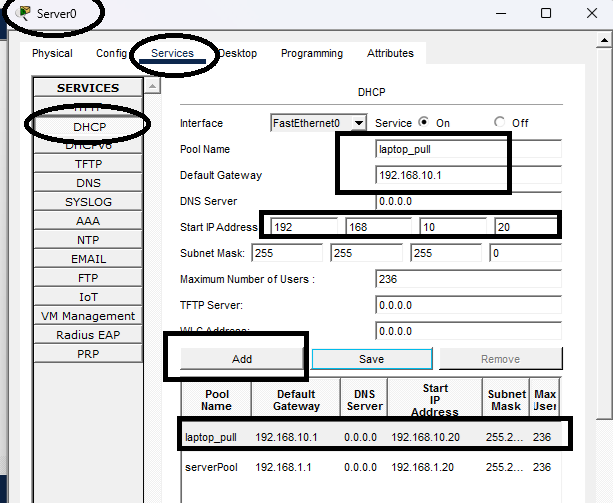 Server0
Physical Config Services Desktop Programming Attributes
SERVICES
DHCP
DHCPv6
TFTP
DNS
SYSLOG
AAA
NTP
EMAIL
FTP
IoT
VM Management
Radius EAP
PRP
DHCP
Interface FastEthernet0 Service On Off
Pool Name laptop_pull
Default Gateway 192.168.10.1
DNS Server 0.0.0.0
Start IP Address 192 168 10 20
Subnet Mask: 255 255 255 0
Maximum Number of Users : 236
TFTP Server: 0.0.0.0
WLC Address: 0.0.0.0
Add Save Remove
Pool Name Default Gateway DNS Server Start IP Address Subnet Mask Max User
laptop_pull 192.168.10.1 0.0.0.0 192.168.10.20 255.2... 236
serverPool 192.168.1.1 0.0.0.0 192.168.1.20 255.2... 236